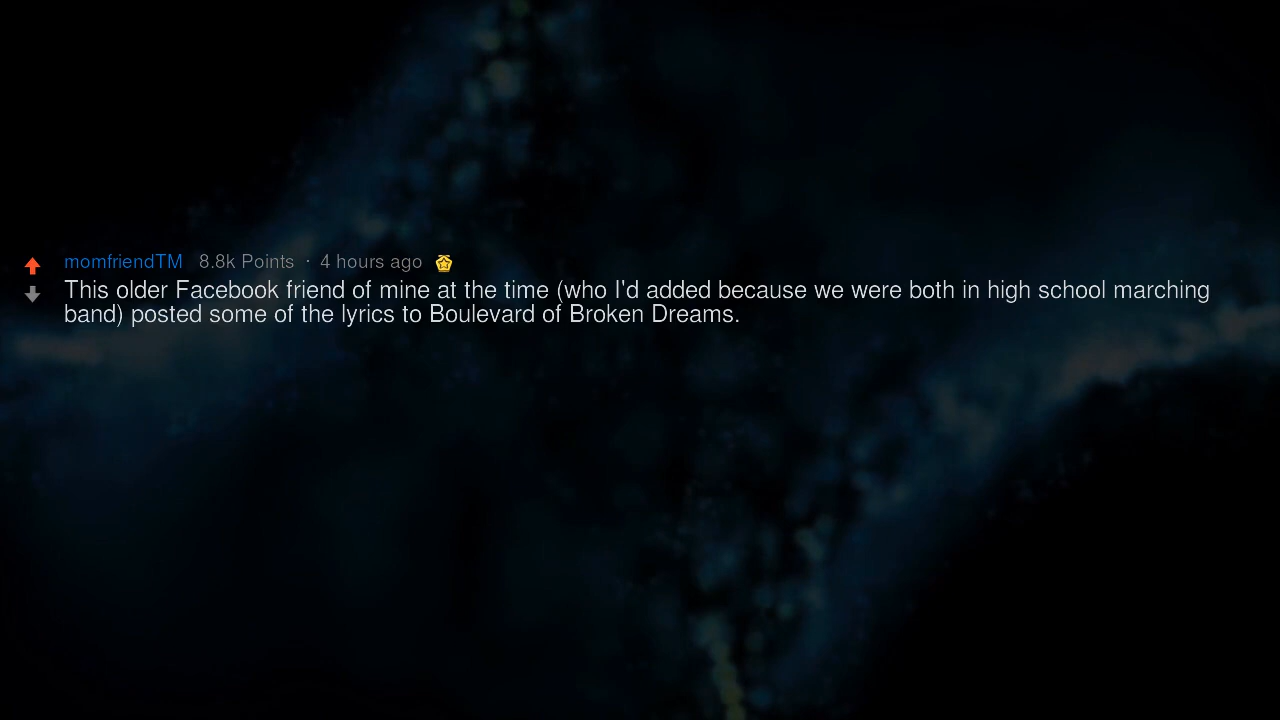 momfriendTM 8.8k Points · 4 hours ago
This older Facebook friend of mine at the time (who I'd added because we were both in high school marching
band) posted some of the lyrics to Boulevard of Broken Dreams.